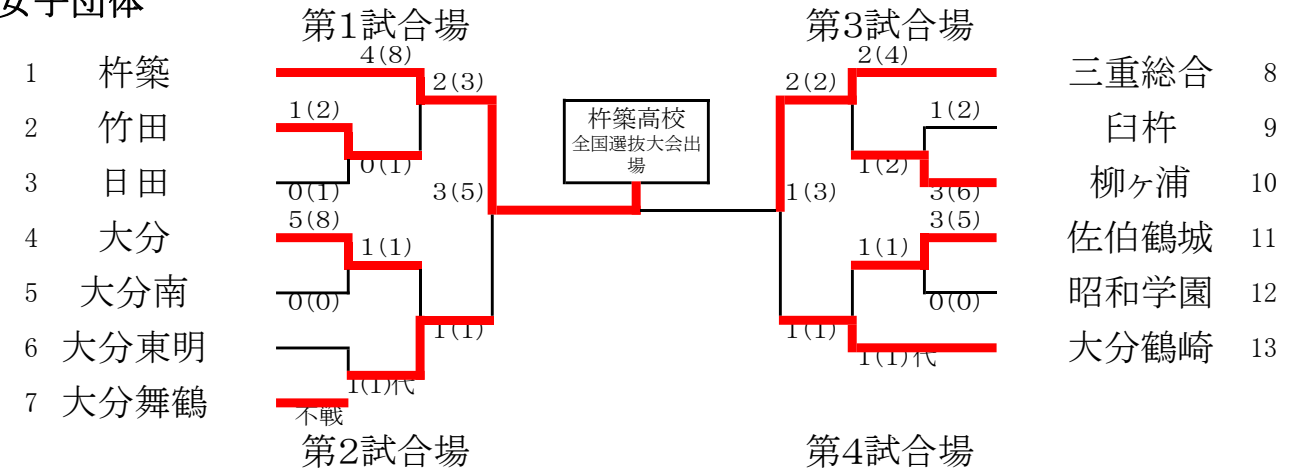 女子団体
第1試合場
第3試合場
4(8)
2(4)
1 杵築
三重総合 8
2(3)
2(2)
1(2)
1(2)
2 竹田
杵築高校
臼杵 9
全国選抜大会出
場
0(1)
1(2)
3 日田
柳ヶ浦 10
0(1)
3(5)
1(3)
3(6)
5(8)
3(5)
4 大分
佐伯鶴城 11
1(1)
1(1)
5 大分南
昭和学園 12
0(0)
0(0)
1(1)
1(1)
6 大分東明
大分鶴崎 13
1(1)代
1(1)代
7 大分舞鶴
不戦
第2試合場
第4試合場